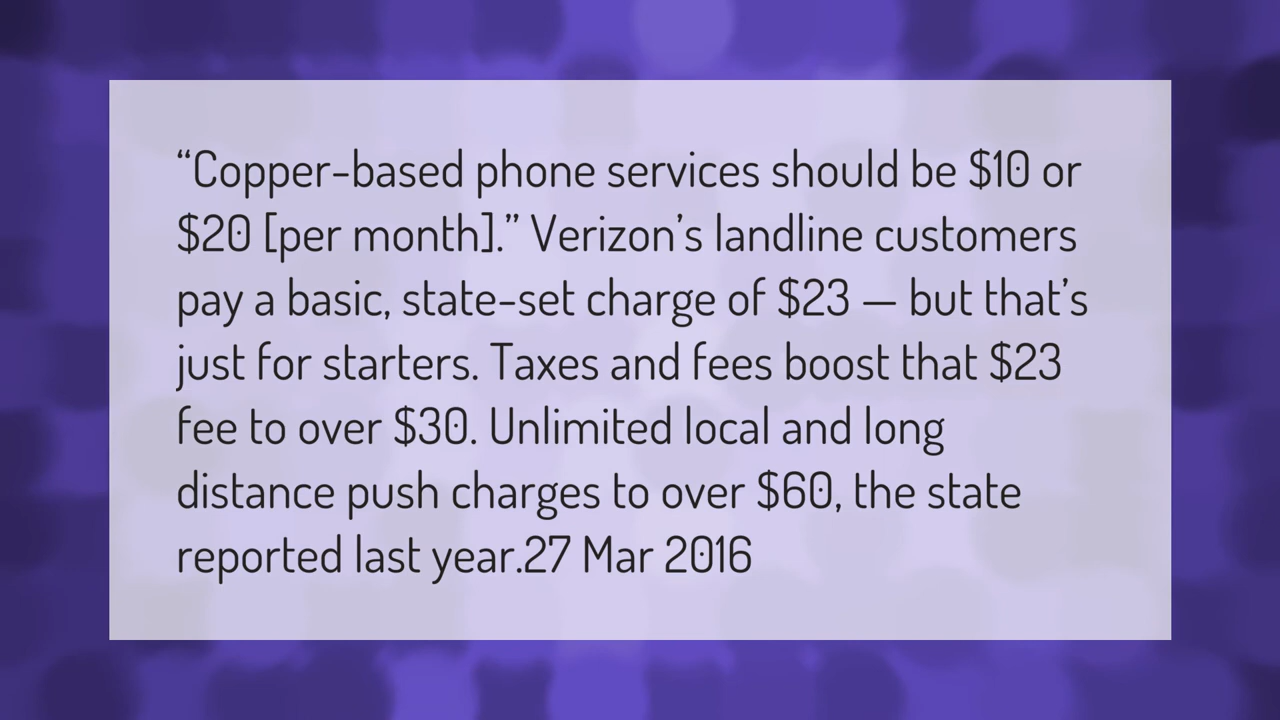 “Copper-based phone services should be $10 or
$20 [per month].” Verizon’s landline customers
pay a basic, state-set charge of $23 — but that’s
just for starters. Taxes and fees boost that $23
fee to over $30. Unlimited local and long
distance push charges to over $60, the state
reported last year.27 Mar 2016